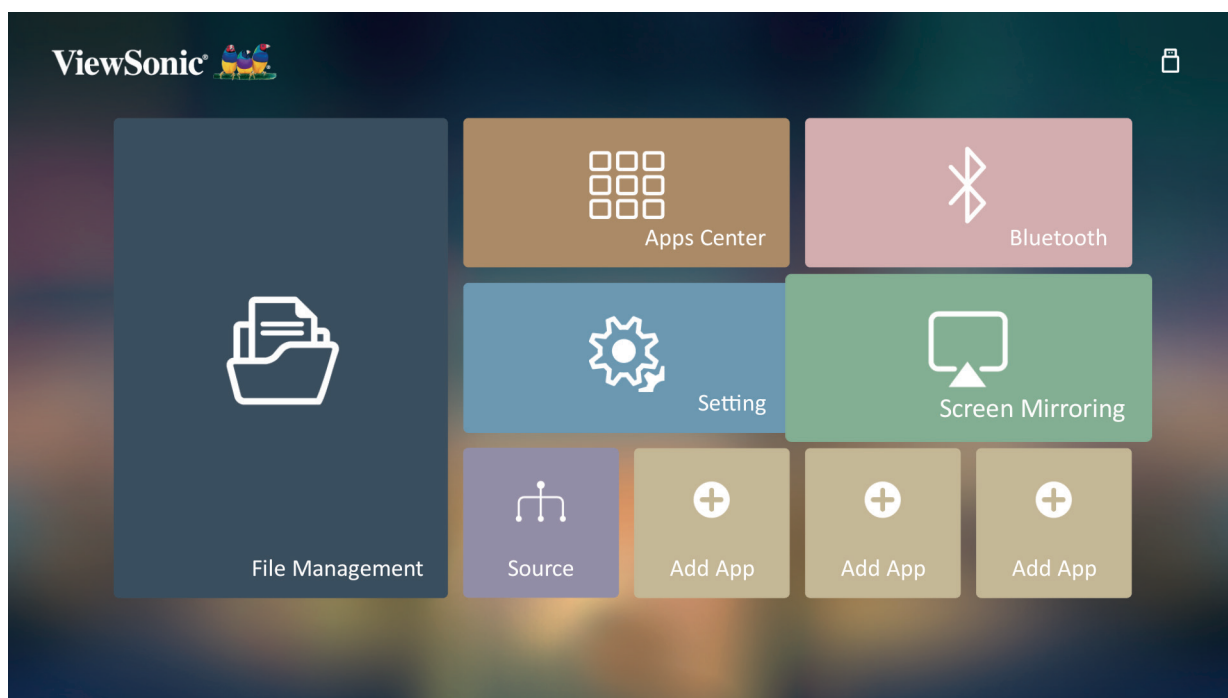 ViewSonic®
Apps Center
Bluetooth
Setting
Screen Mirroring
File Management
Source
Add App
Add App
Add App